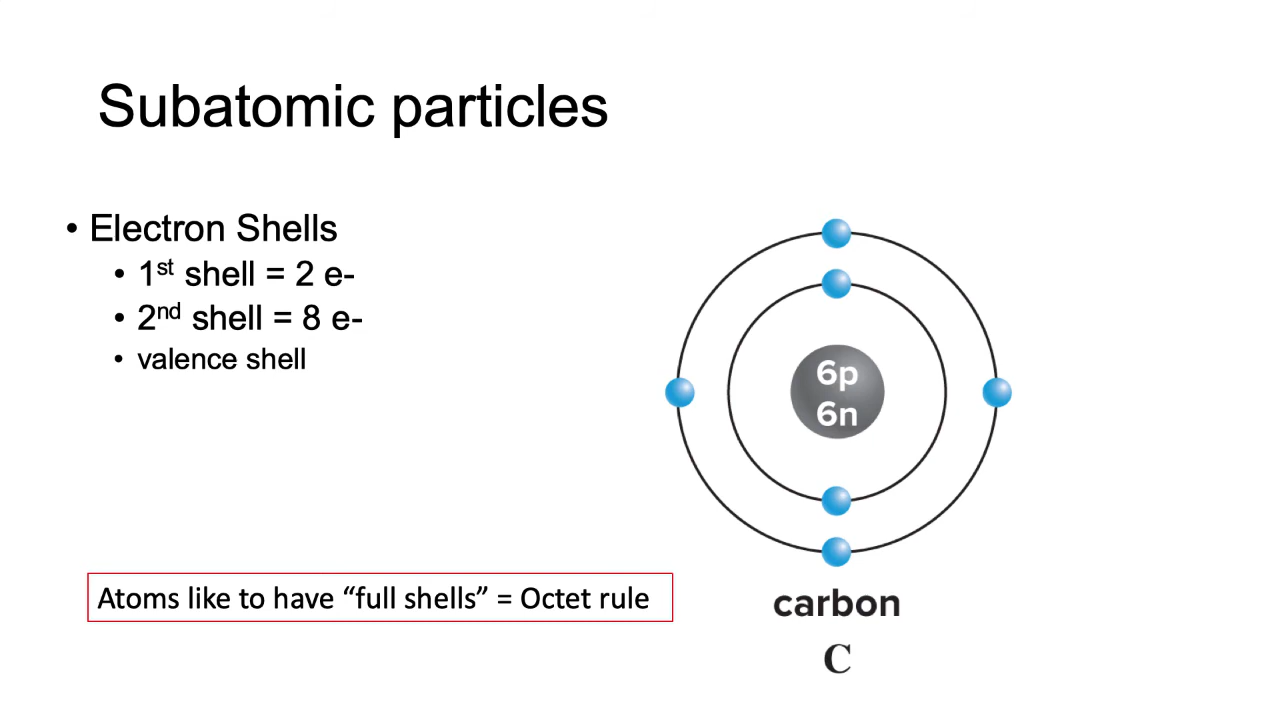 Subatomic particles
• Electron Shells
• 1st shell = 2 e-
• 2nd shell = 8 e-
• valence shell
6p
6n
Atoms like to have “full shells” = Octet rule
carbon
C